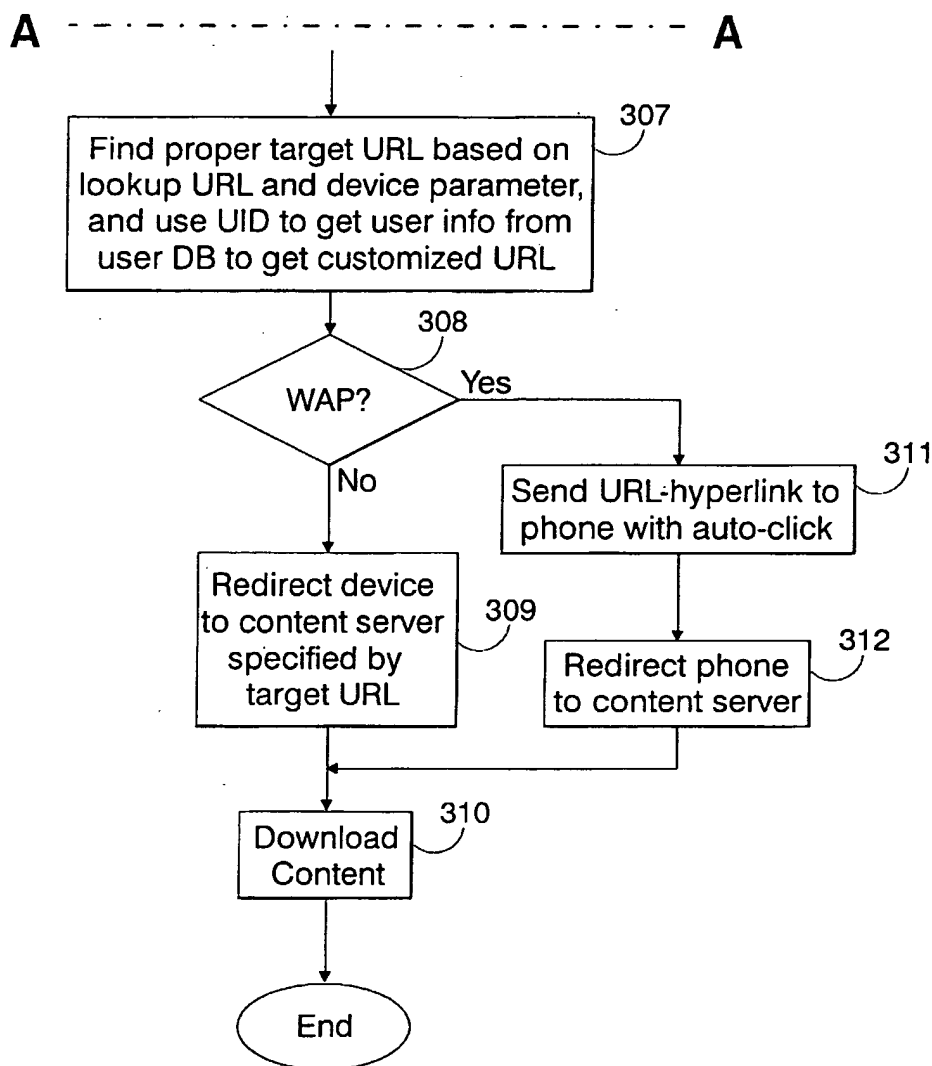 A A
307
Find proper target URL based on
lookup URL and device parameter,
and use UID to get user info from
user DB to get customized URL
308
WAP?
Yes
No
311
Send URL-hyperlink to
phone with auto-click
Redirect device
to content server
specified by
target URL
309
312
Redirect phone
to content server
310
Download
Content
End